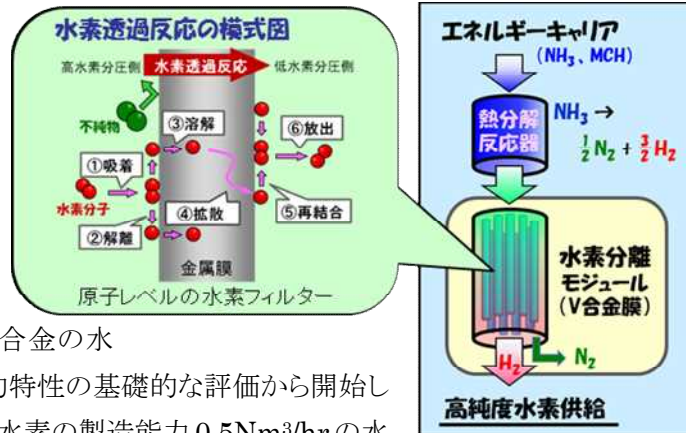 水素透過反応の模式図
高水素分圧側 水素透過反応 低水素分圧側
不純物
③溶解
⑥放出
①吸着
水素分子
②解離
④拡散
⑤再結合
金属膜
原子レベルの水素フィルター
合金の水
的特性の基礎的な評価から開始し
水素の製造能力 0.5Nm³/hr の水
エネルギーキャリア
(NH₃、MCH)
熱分解
反応器
NH₃ →
½ N₂ + 3/2 H₂
水素分離
モジュール
(V合金膜)
H₂
N₂
高純度水素供給